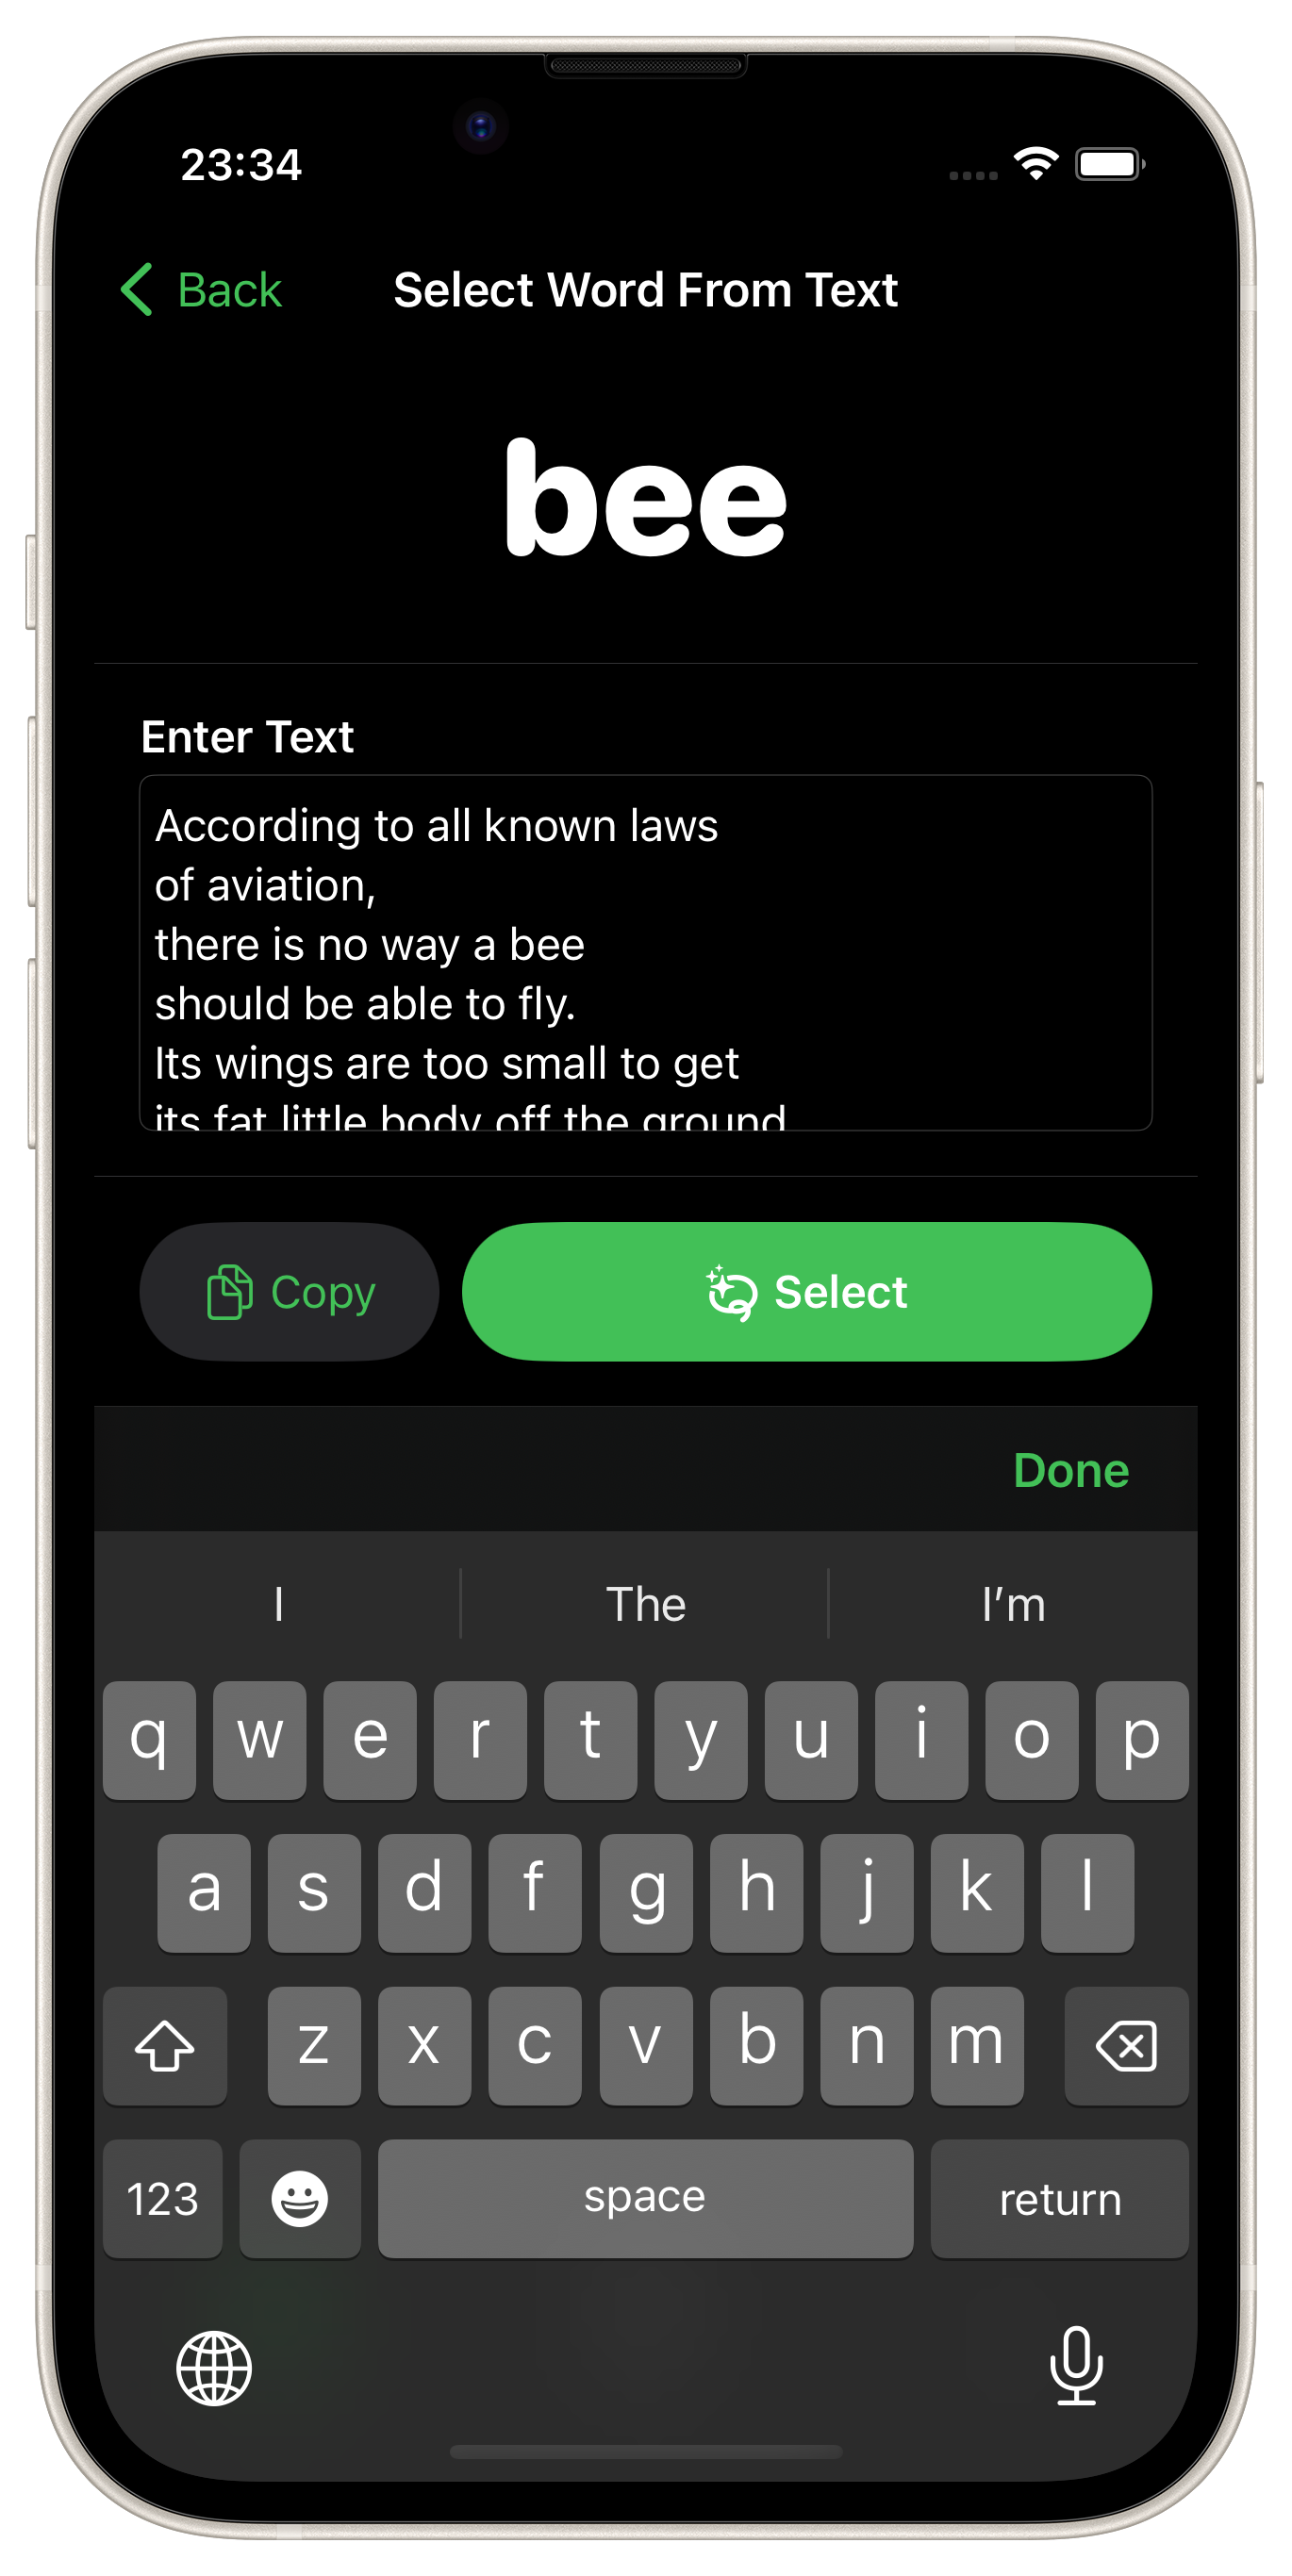 23:34
Back
Select Word From Text
bee
Enter Text
According to all known laws
of aviation,
there is no way a bee
should be able to fly.
Its wings are too small to get
its fat little body off the ground
Copy
Select
Done
I
The
I'm
q w e r t y u i o p
a s d f g h j k l
z x c v b n m
123
space
return